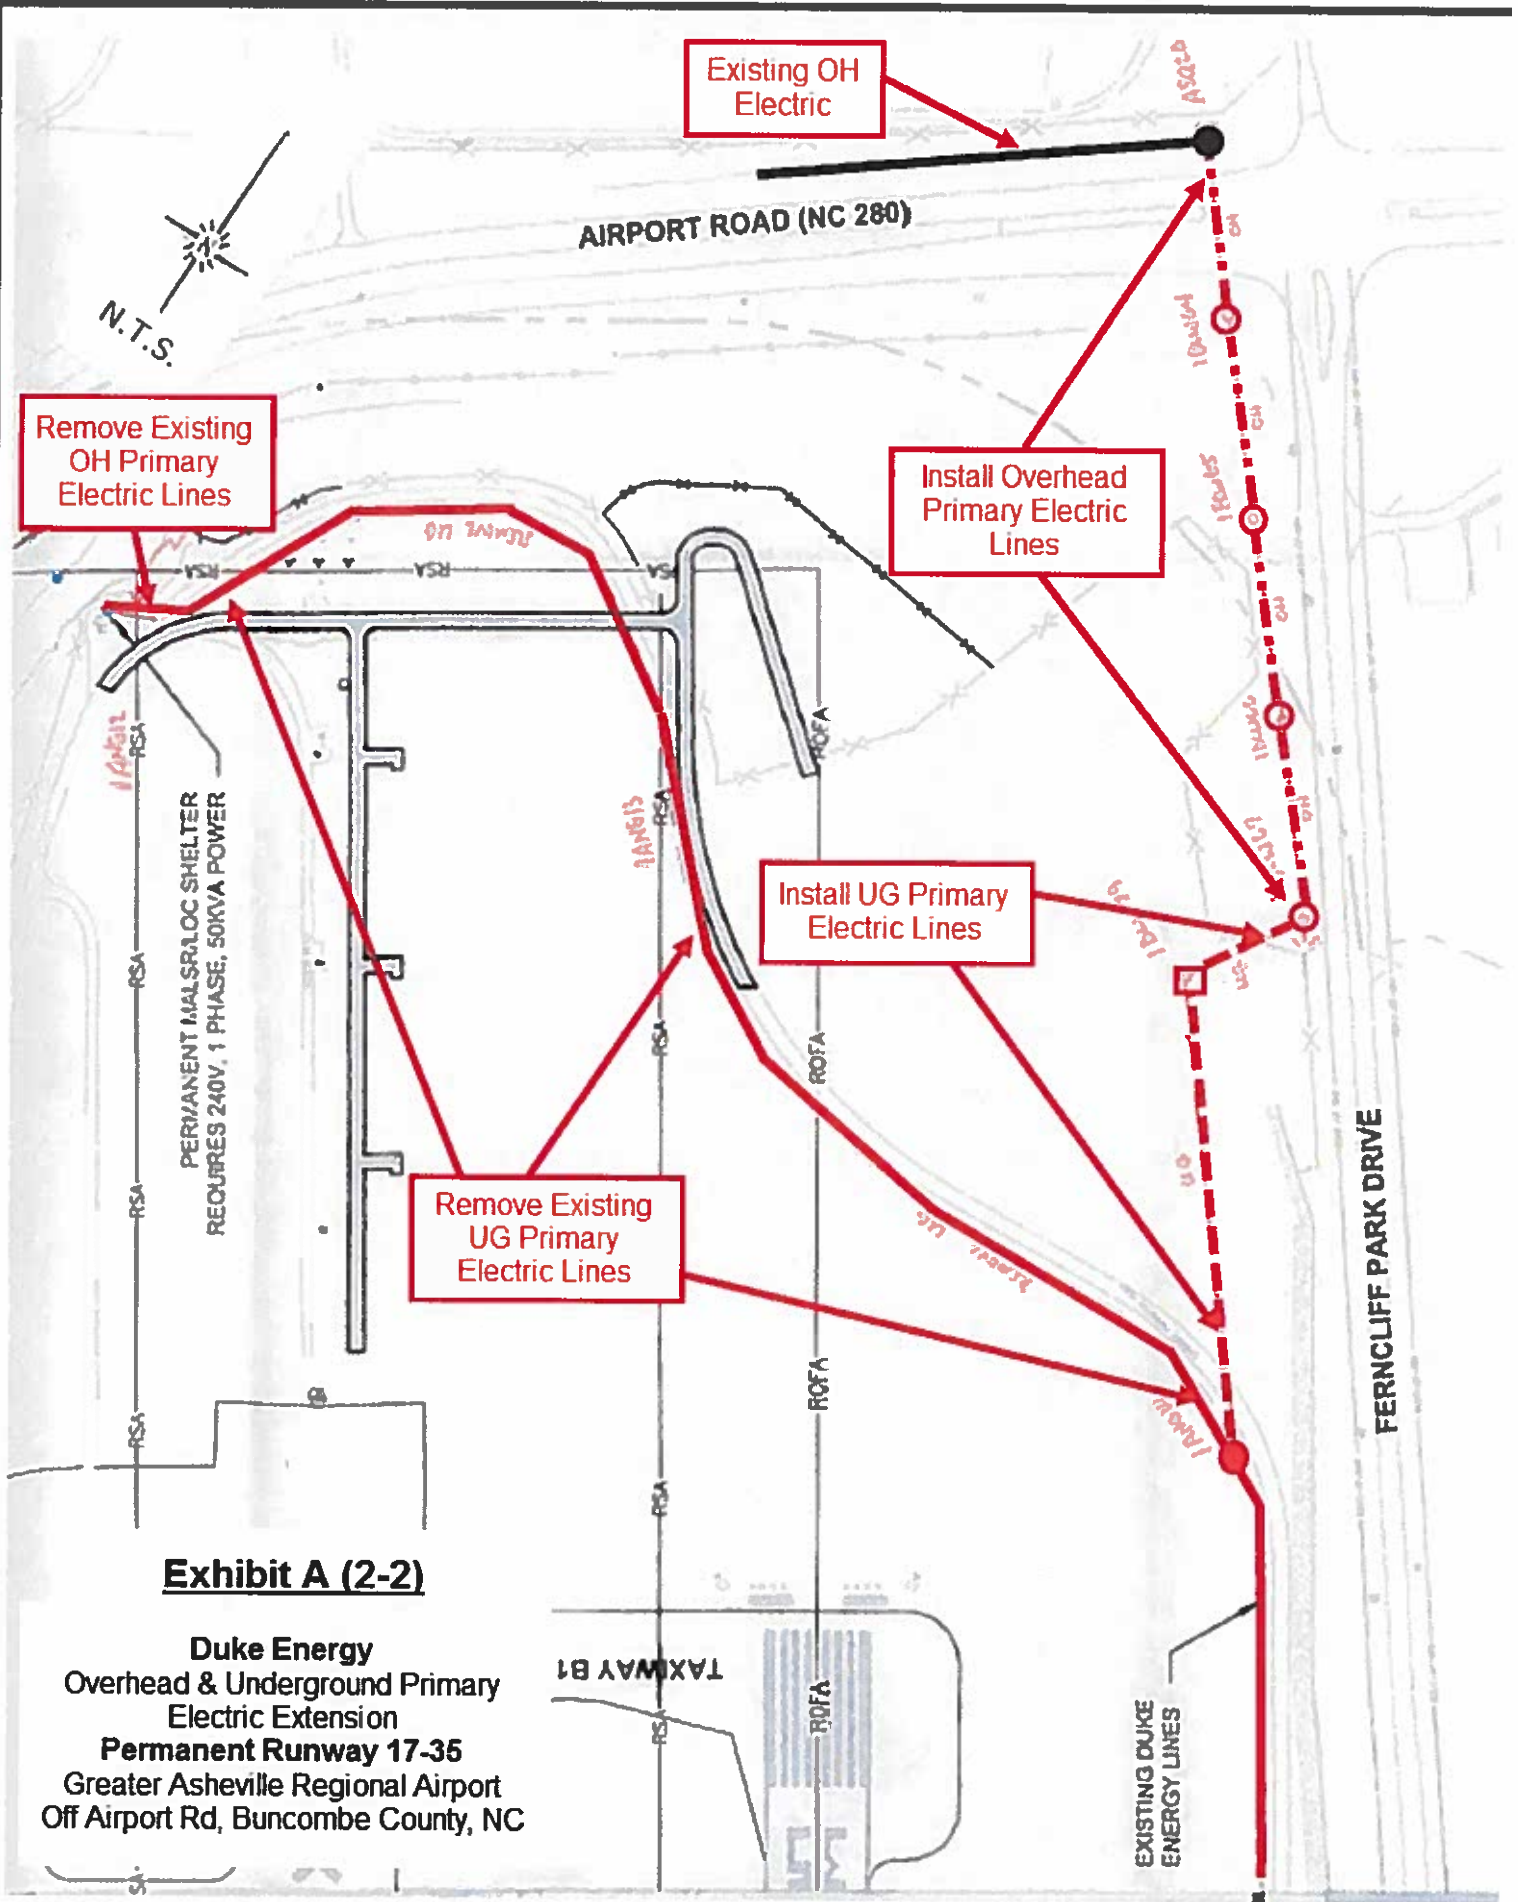 Existing OH
Electric
AIRPORT ROAD (NC 280)
N.T.S.
Remove Existing
OH Primary
Electric Lines
Install Overhead
Primary Electric
Lines
RSA
RSA
ROFA
RSA
RSA
PERMANENT MALSR/LOC SHELTER
REQUIRES 240V, 1 PHASE, 50KVA POWER
Install UG Primary
Electric Lines
RSA
RSA
ROFA
Remove Existing
UG Primary
Electric Lines
RSA
FERNCLIFF PARK DRIVE
ROFA
RSA
RSA
Exhibit A (2-2)
Duke Energy
Overhead & Underground Primary
Electric Extension
Permanent Runway 17-35
Greater Asheville Regional Airport
Off Airport Rd, Buncombe County, NC
TAXIWAY B1
ROFA
RSA
EXISTING DUKE
ENERGY LINES